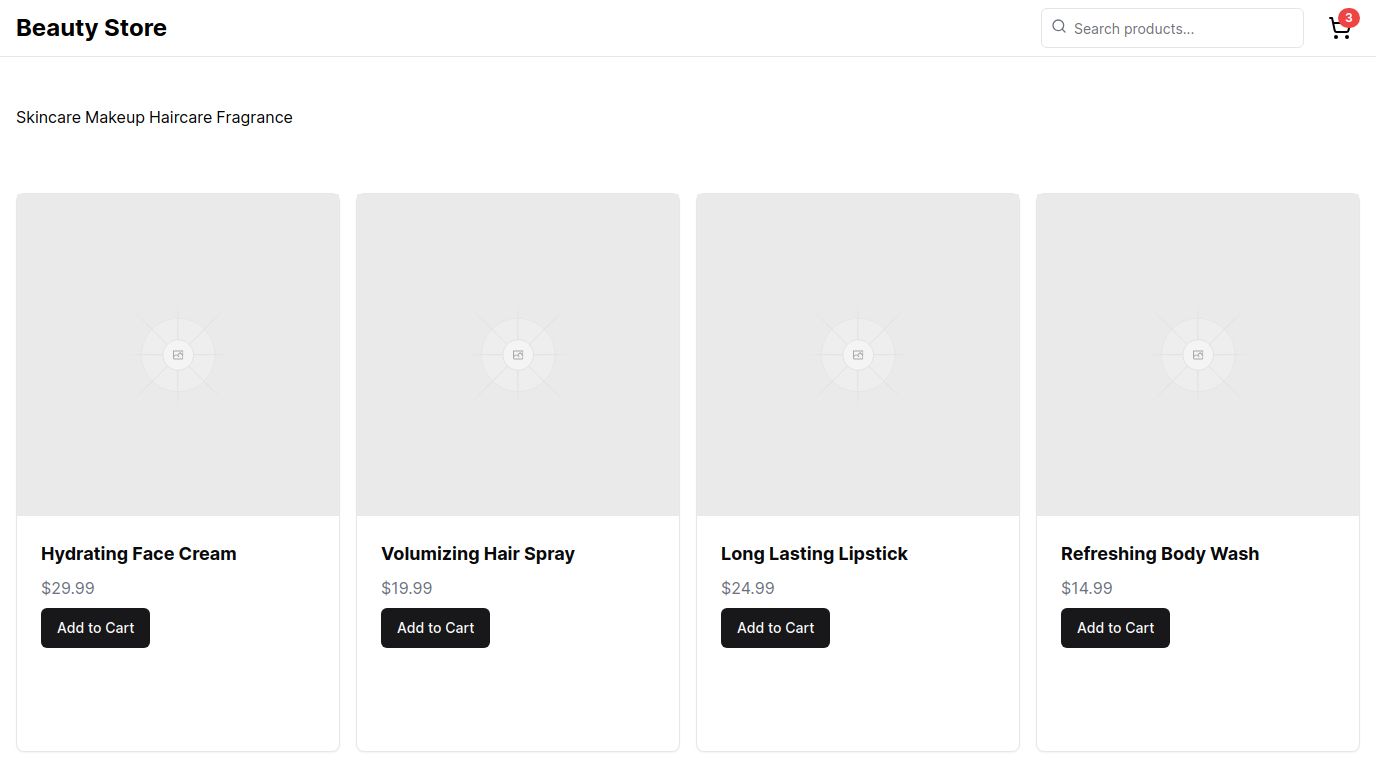 Beauty Store
Search products...
3
Skincare Makeup Haircare Fragrance
Hydrating Face Cream
$29.99
Add to Cart
Volumizing Hair Spray
$19.99
Add to Cart
Long Lasting Lipstick
$24.99
Add to Cart
Refreshing Body Wash
$14.99
Add to Cart